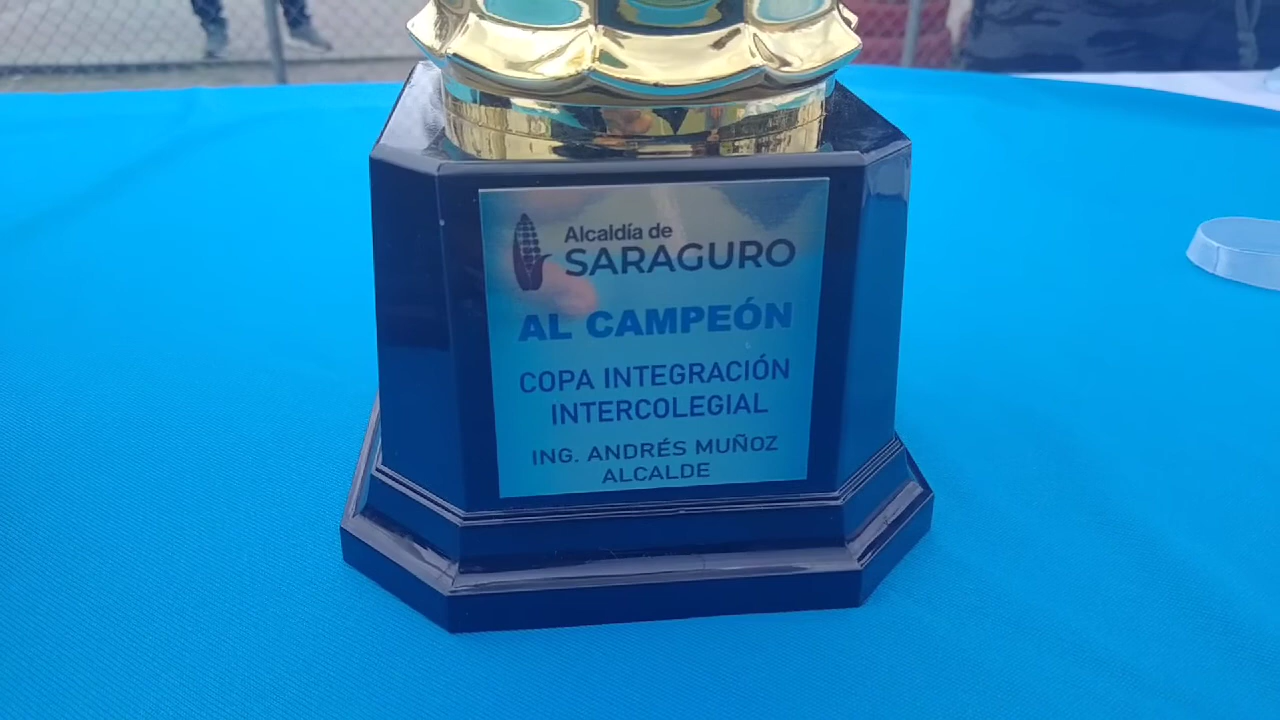 Alcaldía de
SARAGURO
AL CAMPEÓN
COPA INTEGRACIÓN
INTERCOLEGIAL
ING. ANDRÉS MUÑOZ
ALCALDE